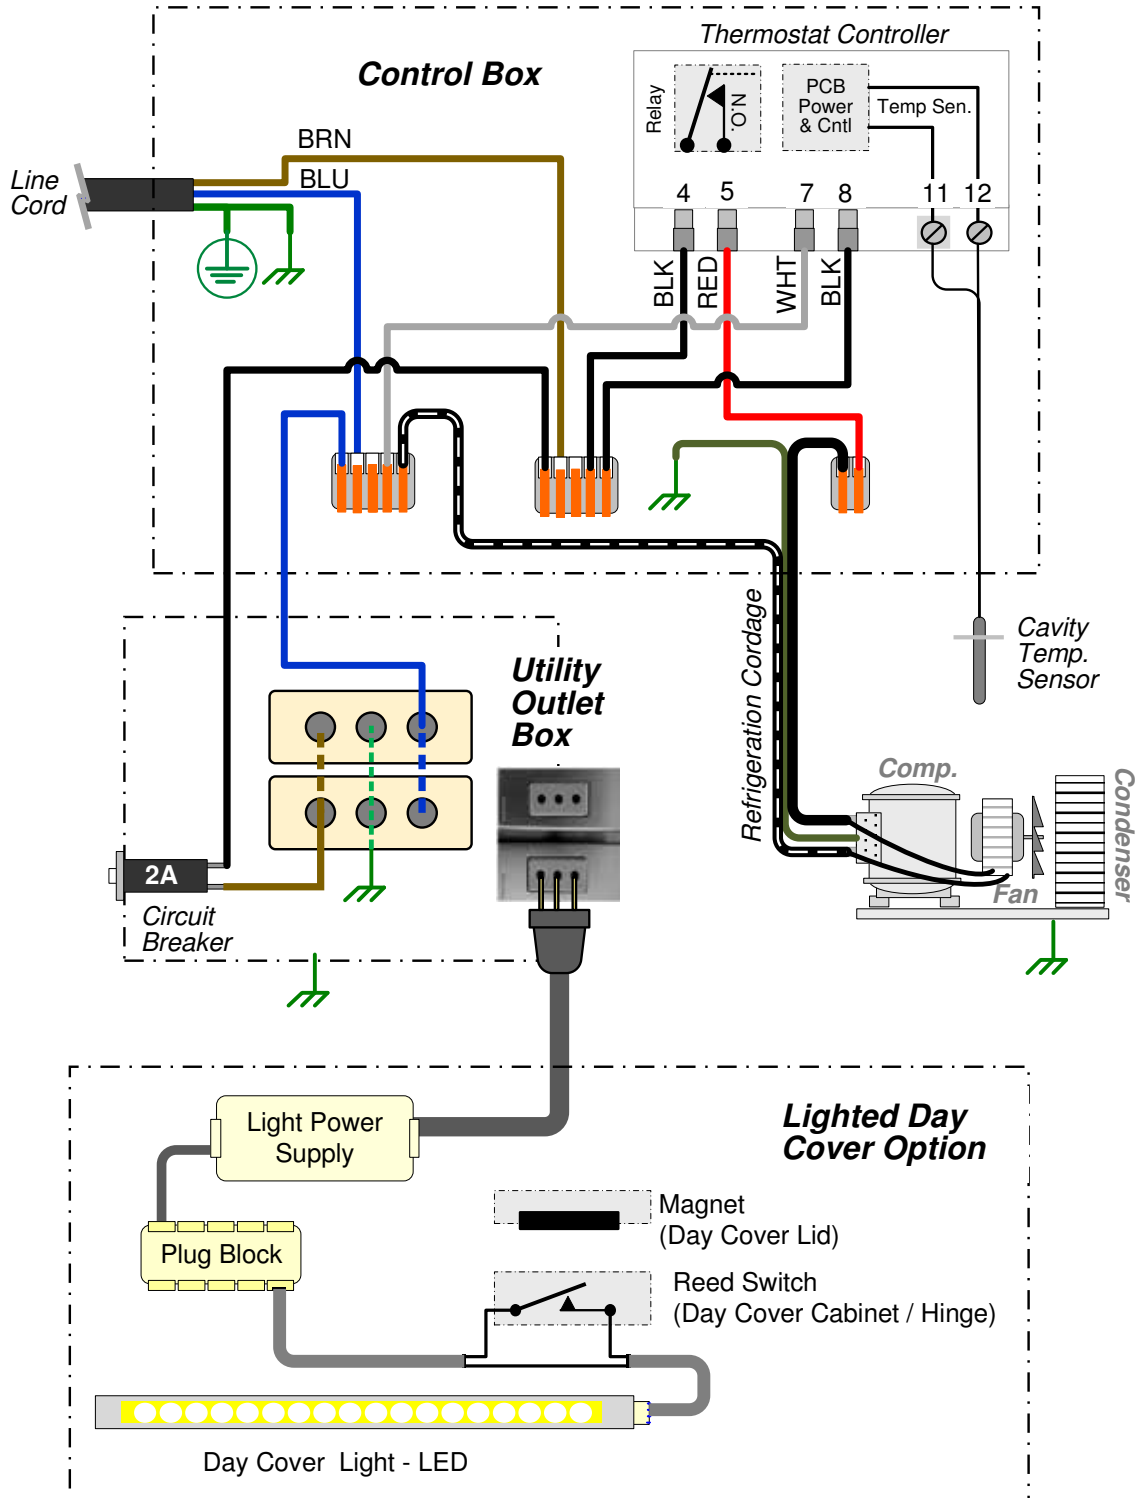 Thermostat Controller
Control Box
Relay
N.O.
PCB
Power
& Cntl
Temp Sen.
BRN
BLU
Line
Cord
4
5
7
8
11
12
BLK
RED
WHT
BLK
Refrigeration Cordage
Cavity
Temp.
Sensor
Utility
Outlet
Box
Comp.
Condenser
Fan
2A
Circuit
Breaker
Lighted Day
Cover Option
Light Power
Supply
Magnet
(Day Cover Lid)
Plug Block
Reed Switch
(Day Cover Cabinet / Hinge)
Day Cover Light - LED